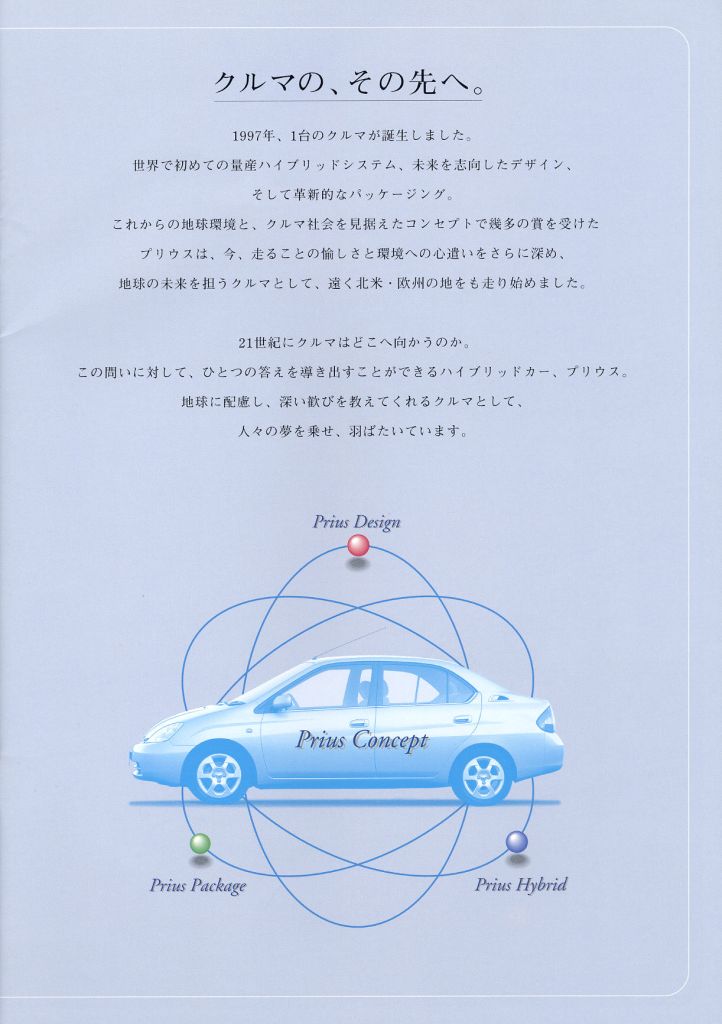 クルマの、その先へ。
1997年、1台のクルマが誕生しました。
世界で初めての量産ハイブリッドシステム、未来を志向したデザイン、
そして革新的なパッケージング。
これからの地球環境と、クルマ社会を見据えたコンセプトで幾多の賞を受けた
プリウスは、今、走ることの愉しさと環境への心遣いをさらに深め、
地球の未来を担うクルマとして、遠く北米・欧州の地をも走り始めました。
21世紀にクルマはどこへ向かうのか。
この問いに対して、ひとつの答えを導き出すことができるハイブリッドカー、プリウス。
地球に配慮し、深い歓びを教えてくれるクルマとして、
人々の夢を乗せ、羽ばたいています。
Prius Design
Prius Concept
Prius Package
Prius Hybrid